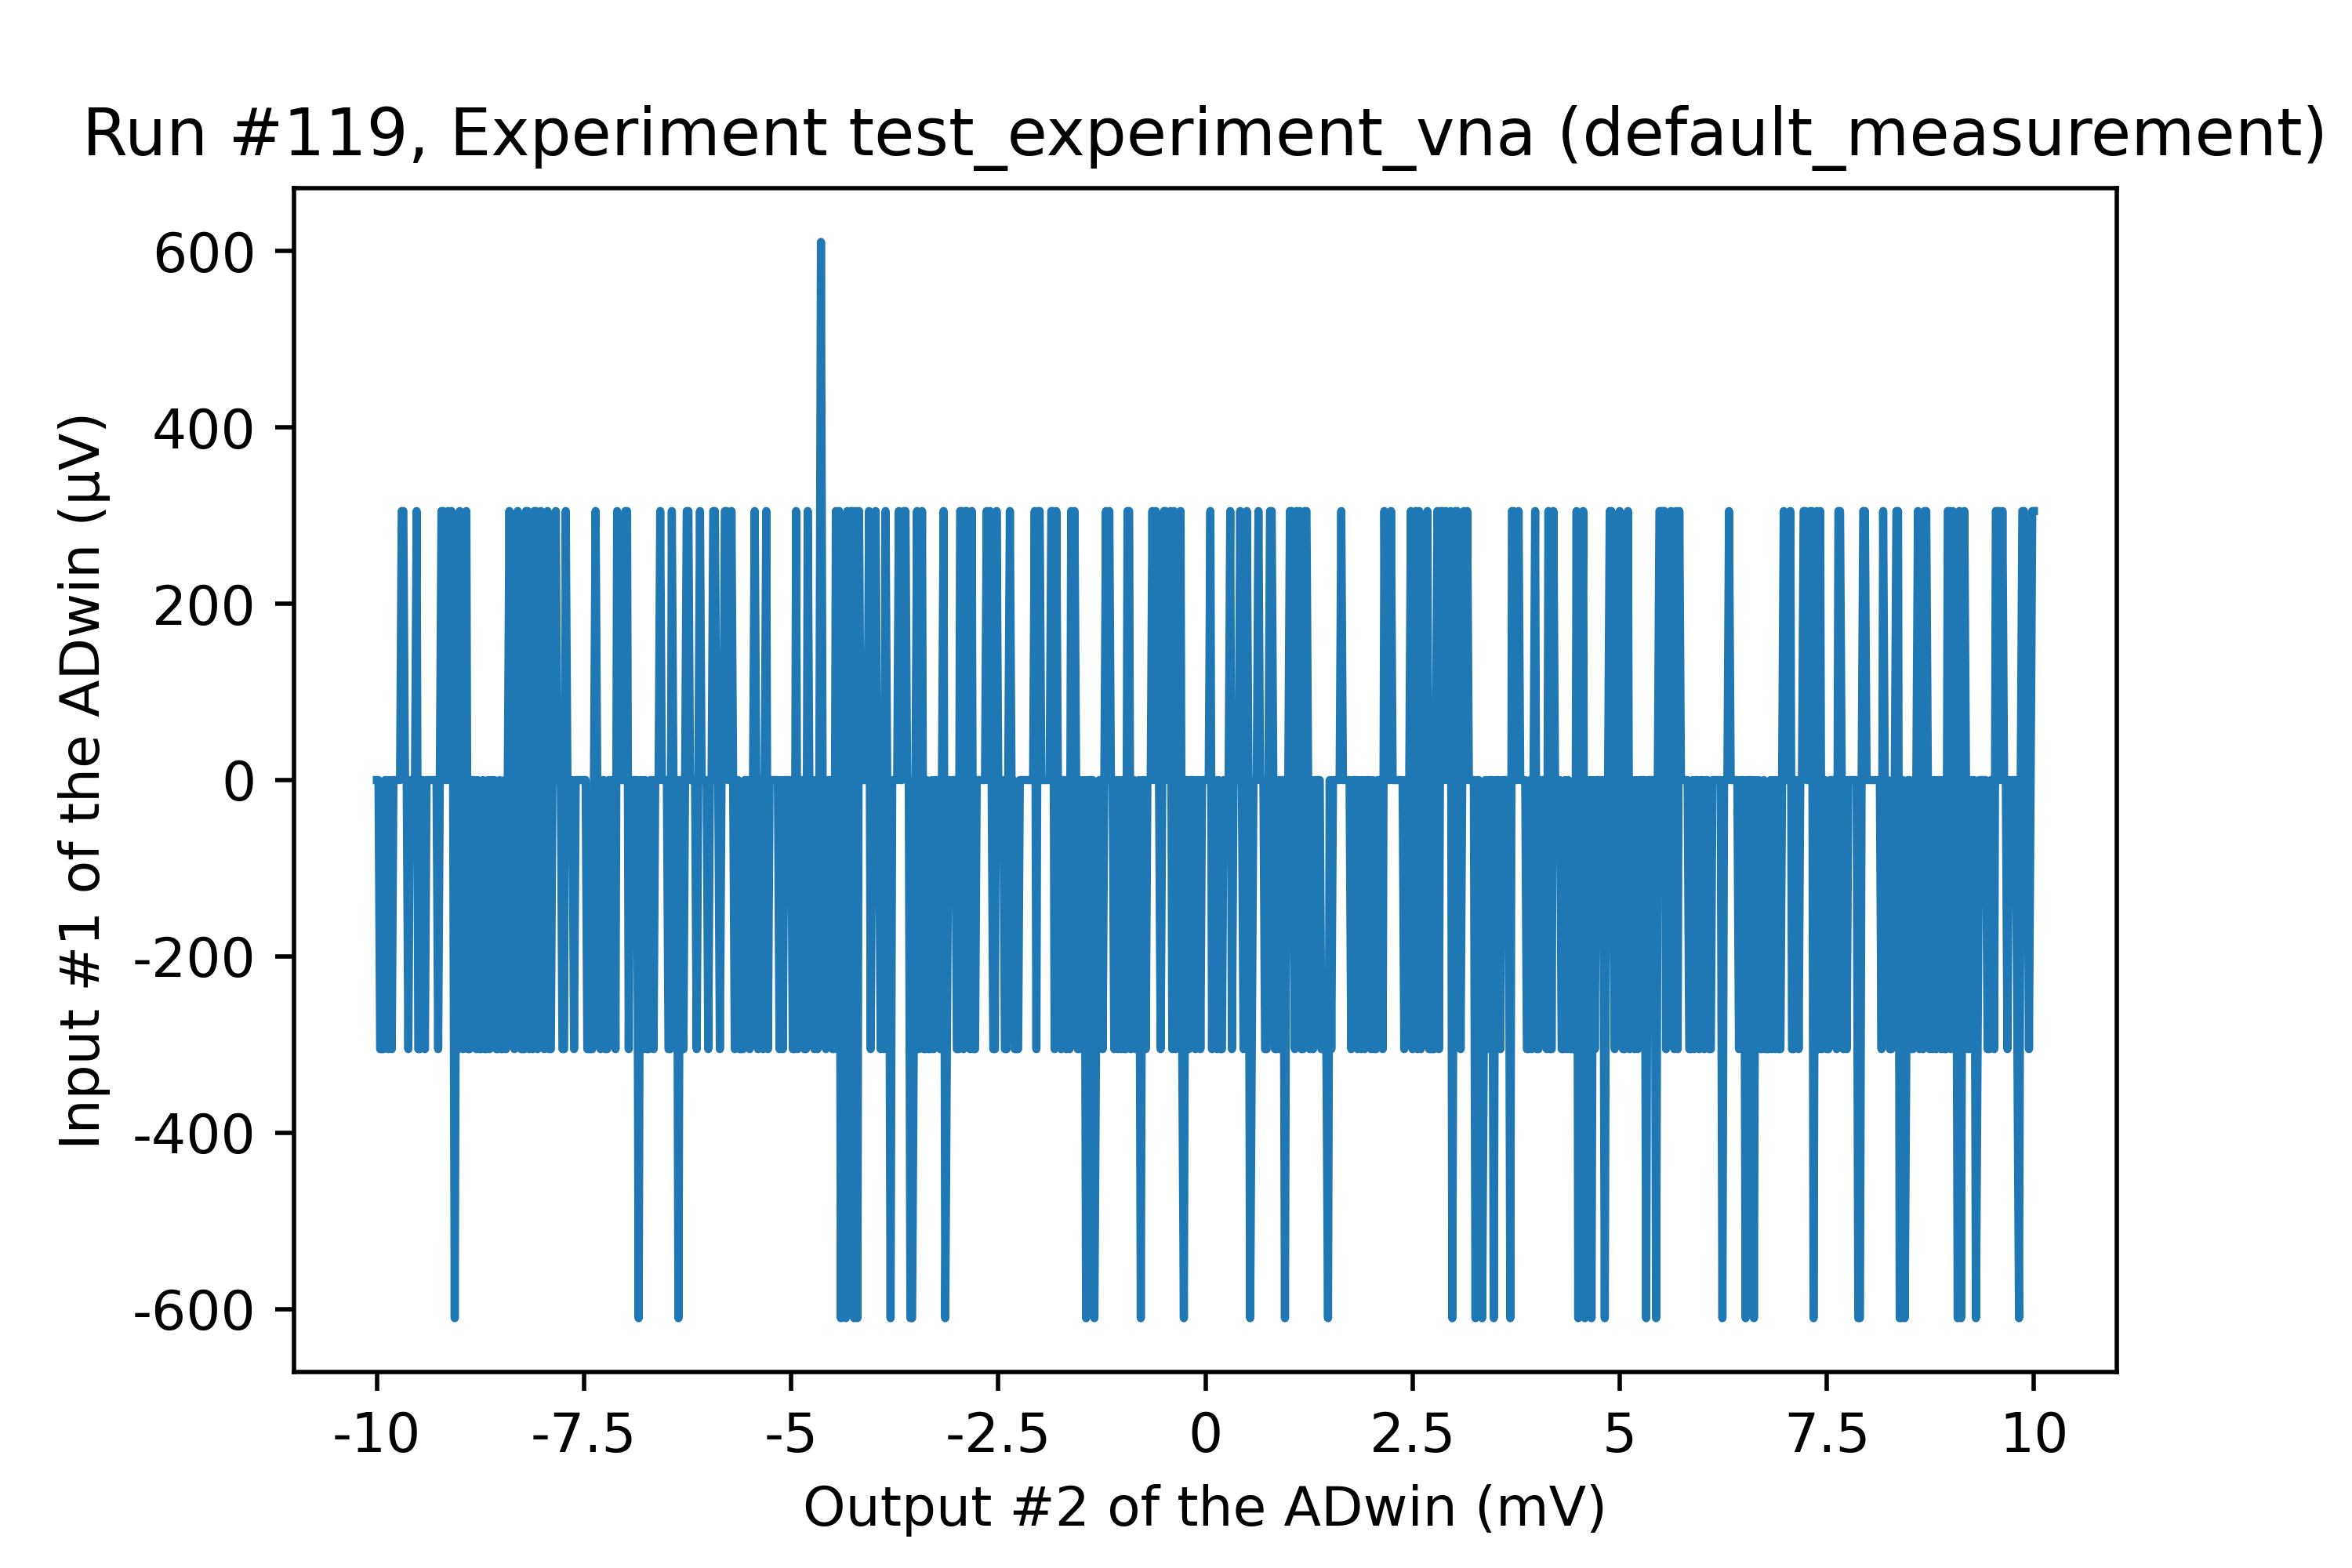 Run #119, Experiment test_experiment_vna (default_measurement)
Input #1 of the ADwin (µV)
600
400
200
0
-200
-400
-600
-10 -7.5 -5 -2.5 0 2.5 5 7.5 10
Output #2 of the ADwin (mV)